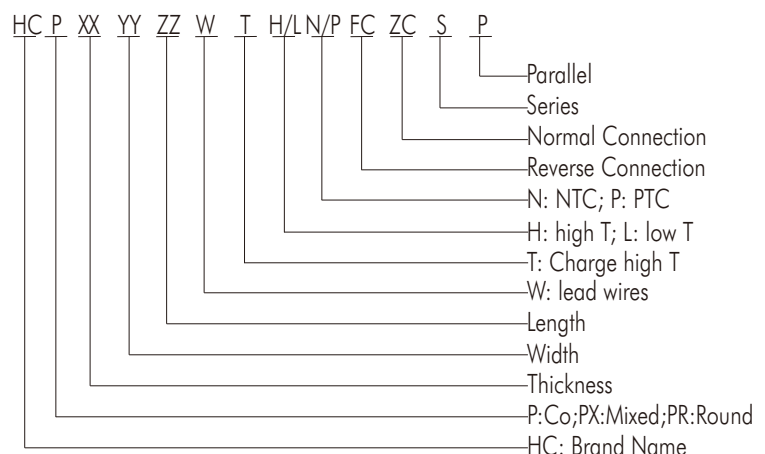 HC P XX YY ZZ W T H/L N/P FC ZC S P
Parallel
Series
Normal Connection
Reverse Connection
N: NTC; P: PTC
H: high T; L: low T
T: Charge high T
W: lead wires
Length
Width
Thickness
P:Co;PX:Mixed;PR:Round
HC: Brand Name